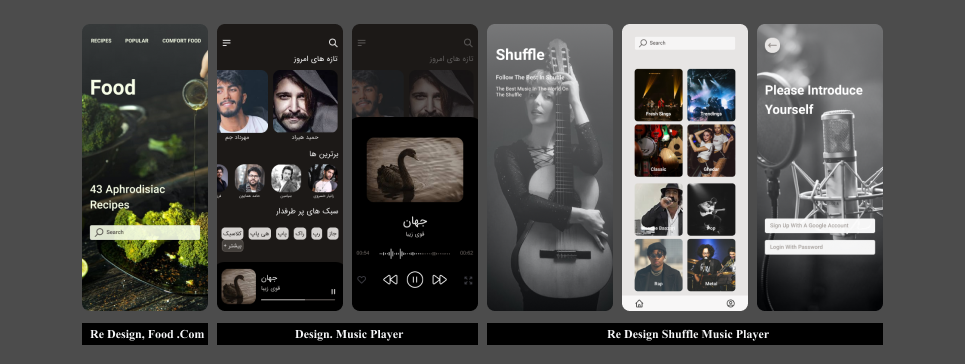 RECIPES POPULAR COMFORT FOOD
Food
43 Aphrodisiac
Recipes
Search
تازه های امروز
مهرداد جم
حمید هیراد
برترین ها
سبک های پر طرفدار
جاز
رپ
راک
پاپ
هی پاپ
کلاسیک
بیشتر +
جهان
قوی زیبا
تازه های امروز
جهان
قوی زیبا
00:54
00:62
Shuffle
Follow The Best In Shuffle
The Best Music In The World On
The Shuffle
Search
Fresh Sings
Trandings
Classic
Pop
Rap
Metal
Please Introduce
Yourself
Sign Up With A Google Account
Login With Password
Re Design, Food .Com
Design. Music Player
Re Design Shuffle Music Player